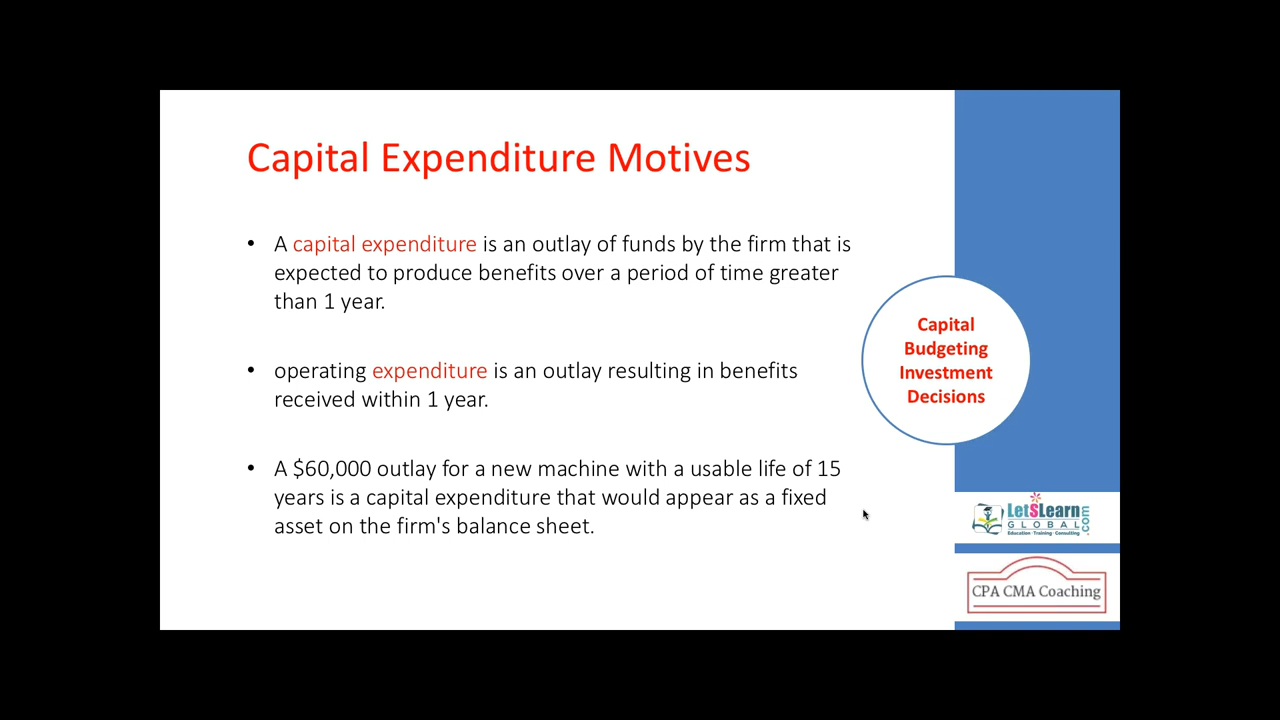 Capital Expenditure Motives
• A capital expenditure is an outlay of funds by the firm that is
expected to produce benefits over a period of time greater
than 1 year.
• operating expenditure is an outlay resulting in benefits
received within 1 year.
• A $60,000 outlay for a new machine with a usable life of 15
years is a capital expenditure that would appear as a fixed
asset on the firm's balance sheet.
Capital
Budgeting
Investment
Decisions
LetSLearn
GLOBAL.com
Education - Training - Consulting
CPA CMA Coaching